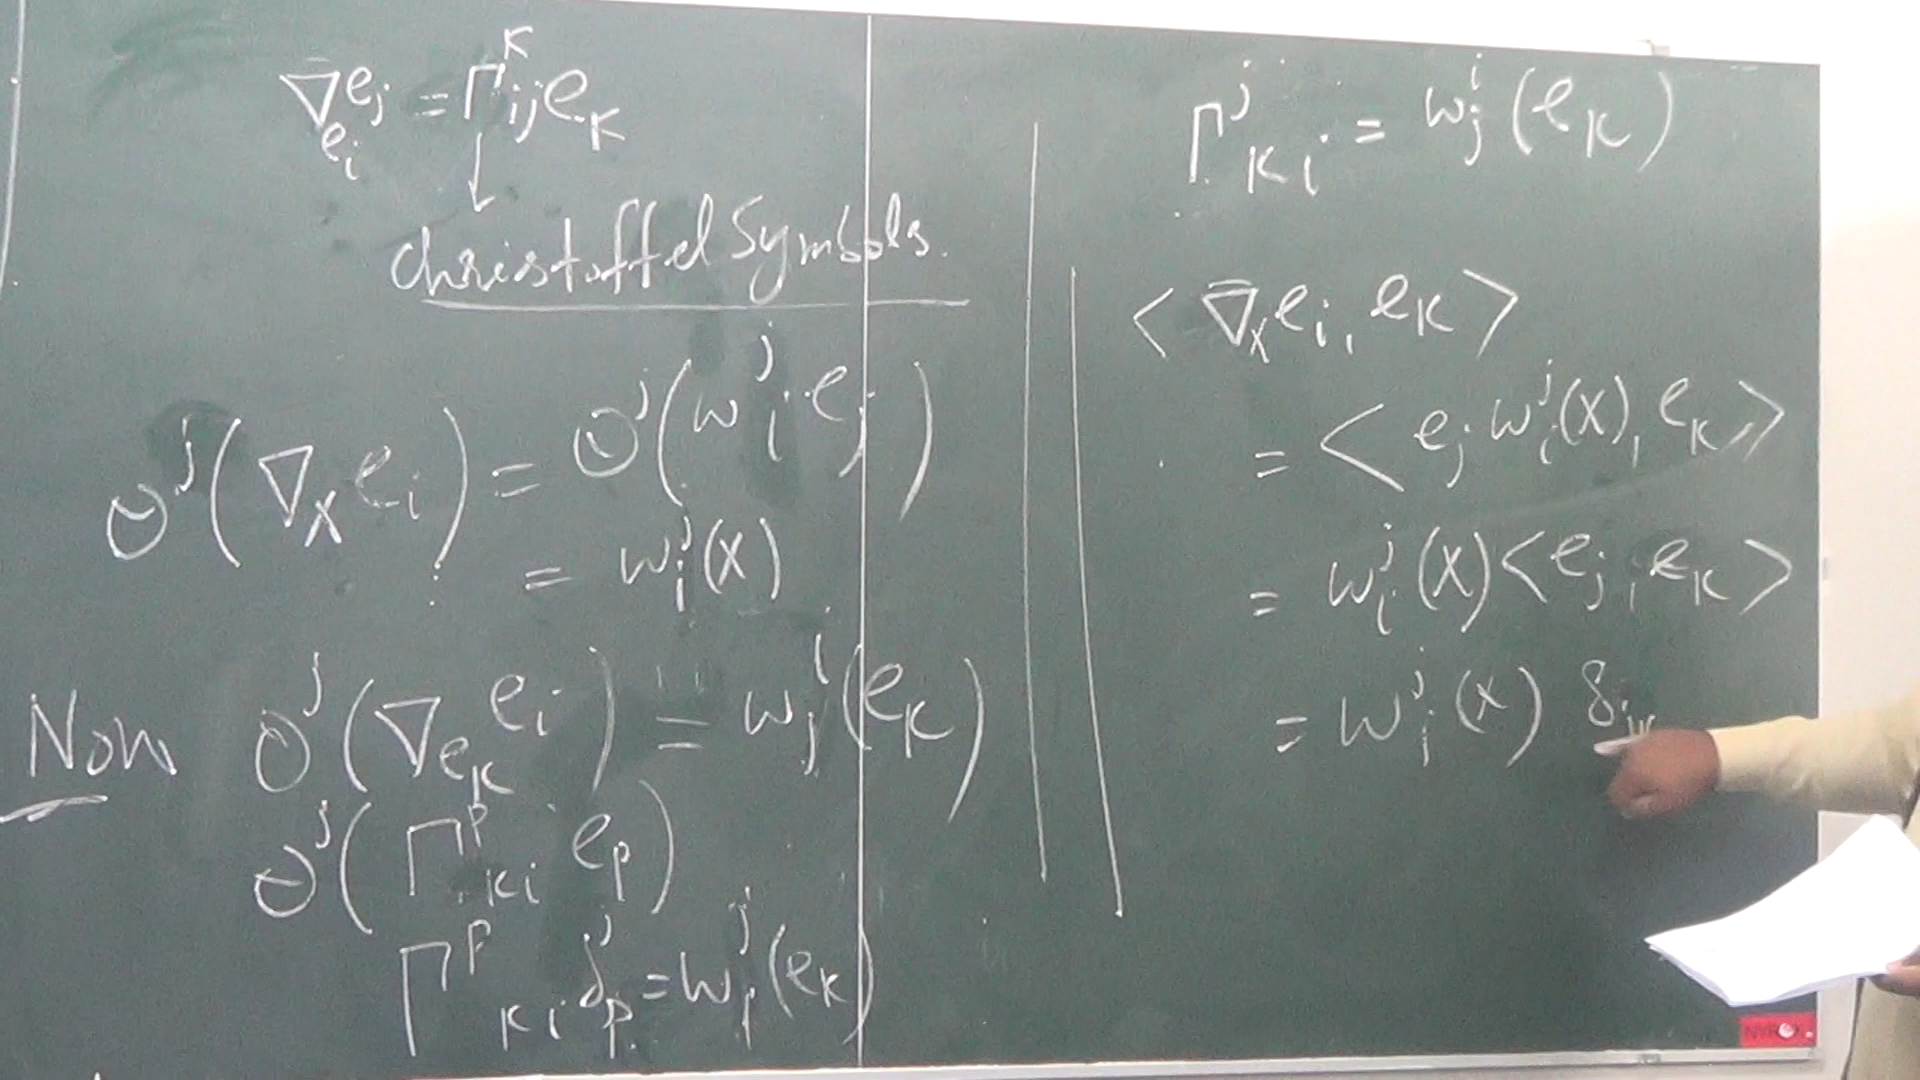 ∇̄_{e_i} e_j = Γ^k_{ij} e_k
↓
Christoffel Symbols.
θ^j(∇_X e_i) = θ^j(w^j_i e_j)
= w^j_i(X)
Now θ^j(∇_{e_k} e_i) = w^i_j(e_k)
θ^j(Γ^p_{ki} e_p)
Γ^p_{ki} δ^j_p = w^j_i(e_k)
Γ^j_{ki} = w^i_j(e_k)
<∇̄_X e_i, e_k>
= <e_j w^j_i(X), e_k>
= w^j_i(X)<e_j, e_k>
= w^j_i(X) δ_{jk}